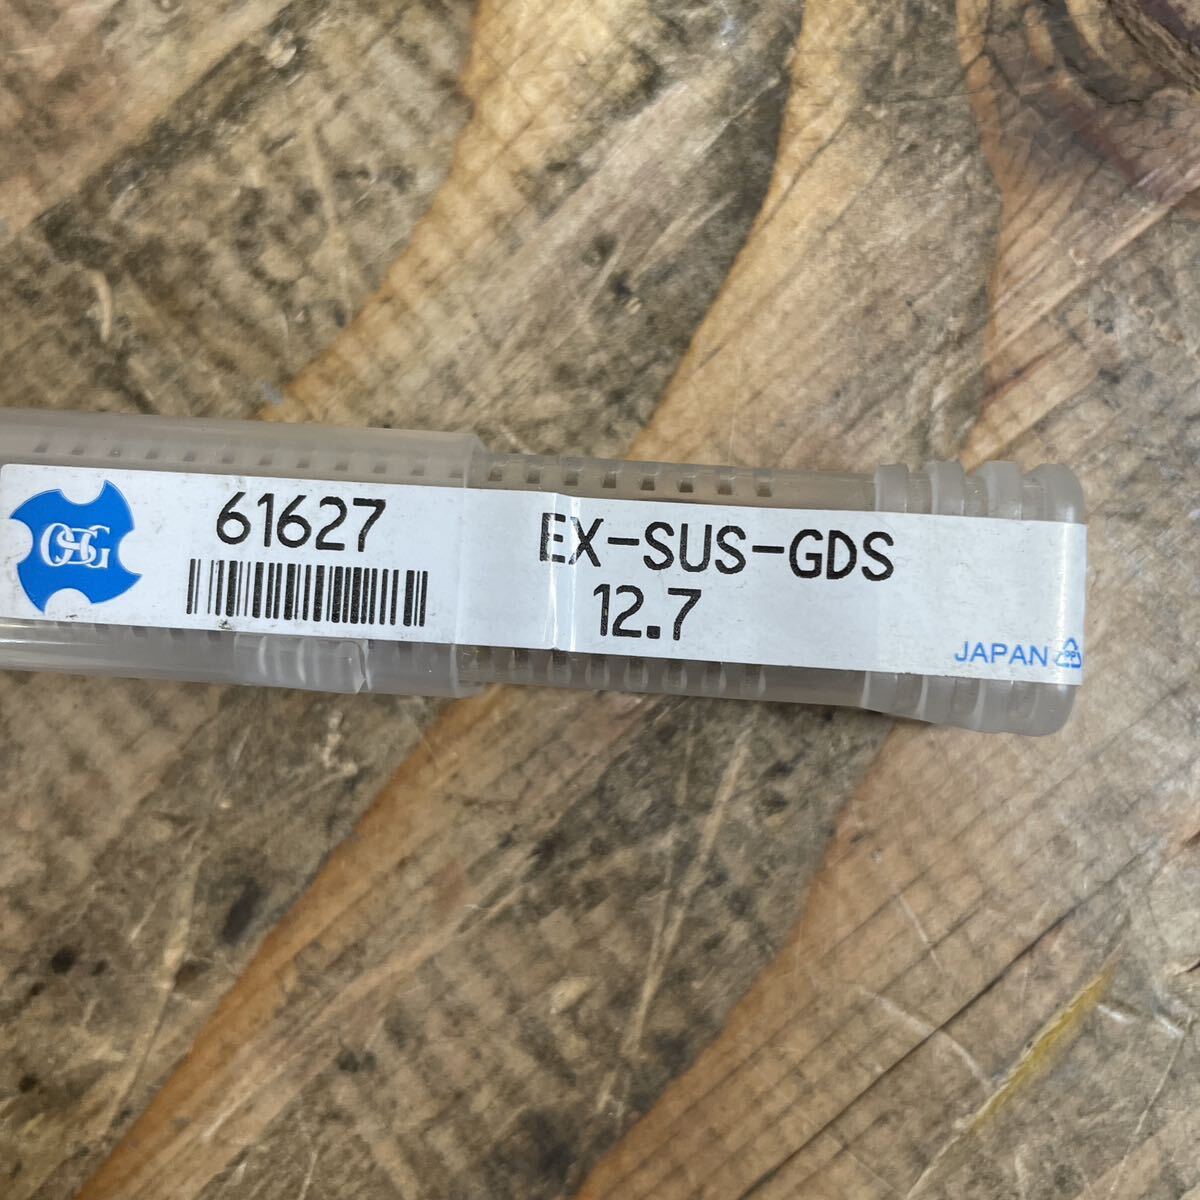 OSG
61627
EX-SUS-GDS
12.7
JAPAN